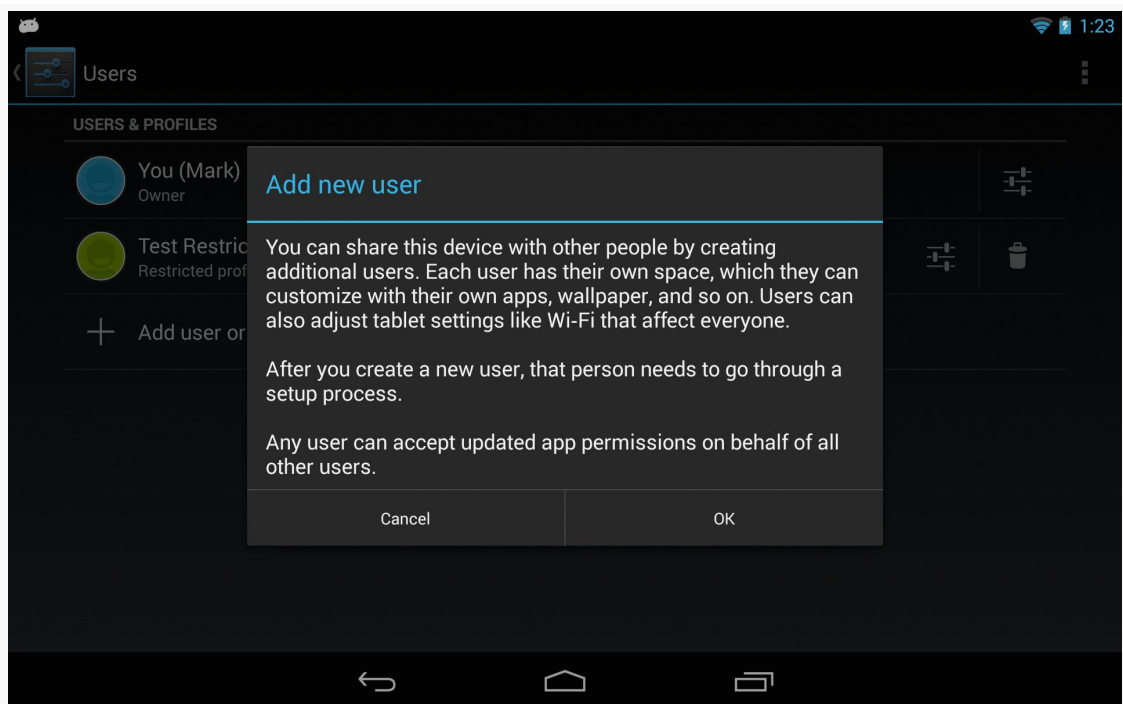 1:23
Users
USERS & PROFILES
You (Mark)
Owner
Test Restric
Restricted prof
Add user or
Add new user
You can share this device with other people by creating
additional users. Each user has their own space, which they can
customize with their own apps, wallpaper, and so on. Users can
also adjust tablet settings like Wi-Fi that affect everyone.
After you create a new user, that person needs to go through a
setup process.
Any user can accept updated app permissions on behalf of all
other users.
Cancel
OK